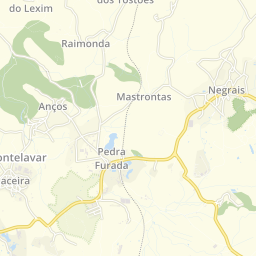 dos Tostões
do Lexim
Raimonda
Negrais
Mastrontas
Anços
Pedra
Furada
ontelavar
aceira